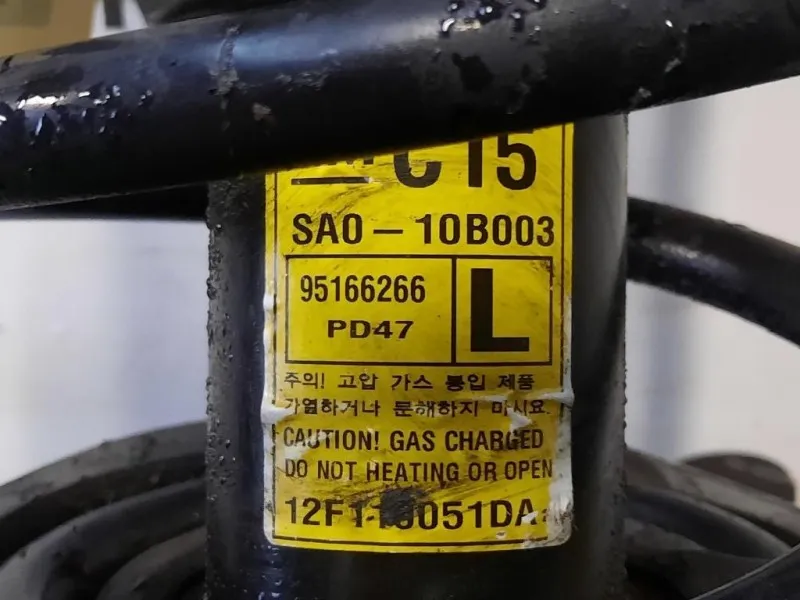 C15
SA0-10B003
95166266
PD47
L
주의! 고압 가스 봉입 제품
가열하거나 분해하지 마시요.
CAUTION! GAS CHARGED
DO NOT HEATING OR OPEN